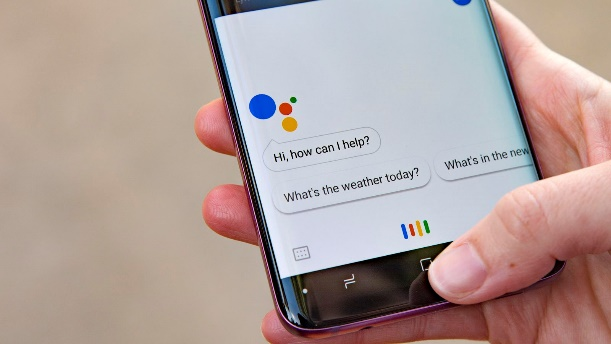 Hi, how can I help?
What's the weather today?
What's in the new